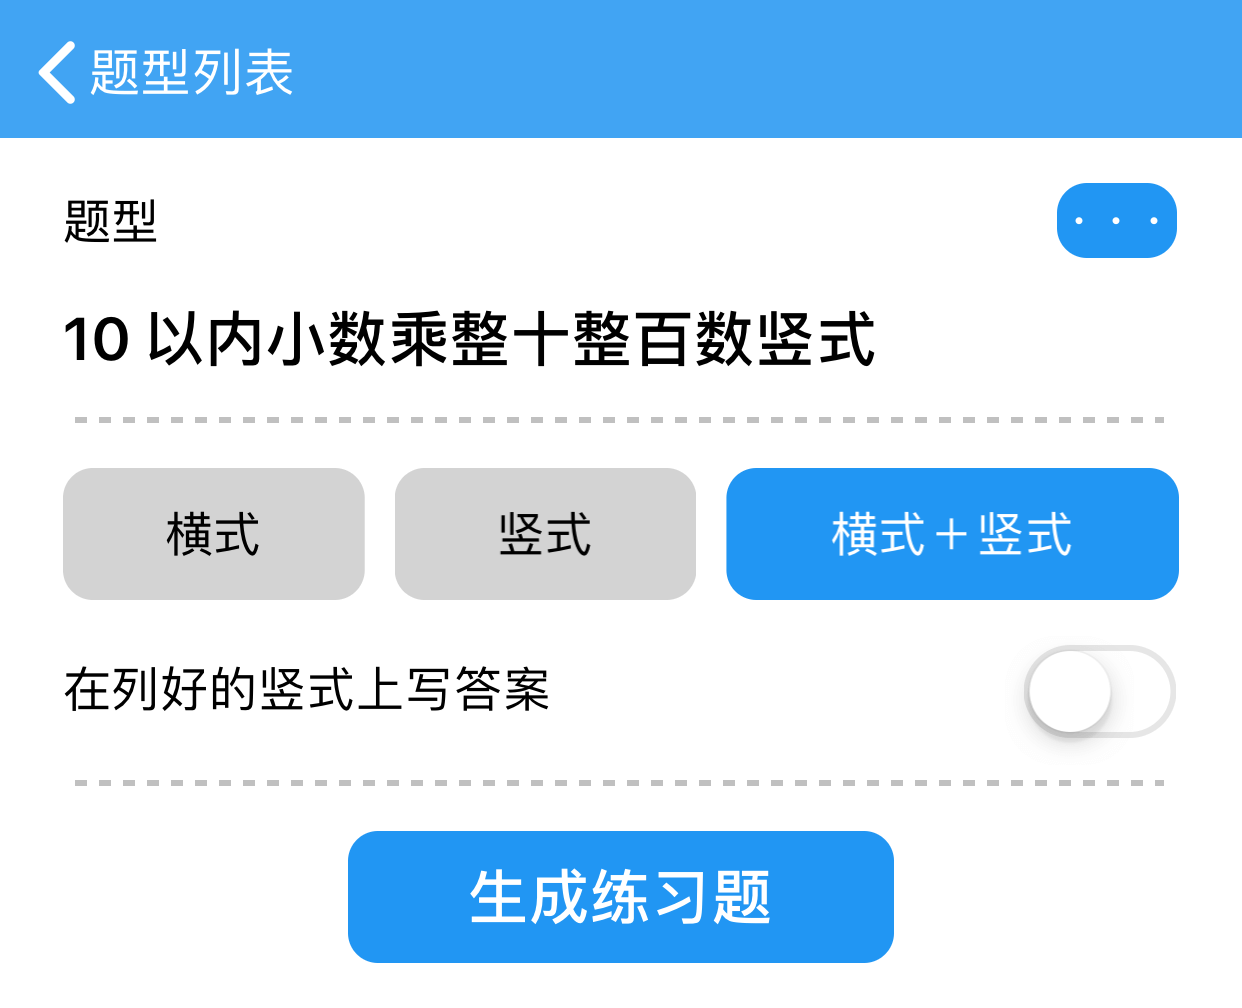 题型列表
题型
10 以内小数乘整十整百数竖式
横式 竖式 横式＋竖式
在列好的竖式上写答案
生成练习题